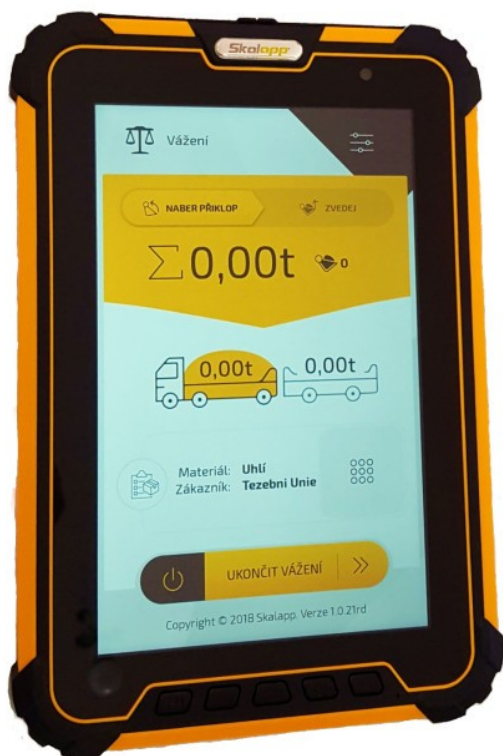 Skalapp
Vážení
NABER PŘIKLOP
ZVEDEJ
∑0,00t 0
0,00t 0,00t
Materiál: Uhlí
Zákazník: Tezebni Unie
UKONČIT VÁŽENÍ
Copyright © 2018 Skalapp. Verze 1.0.21rd